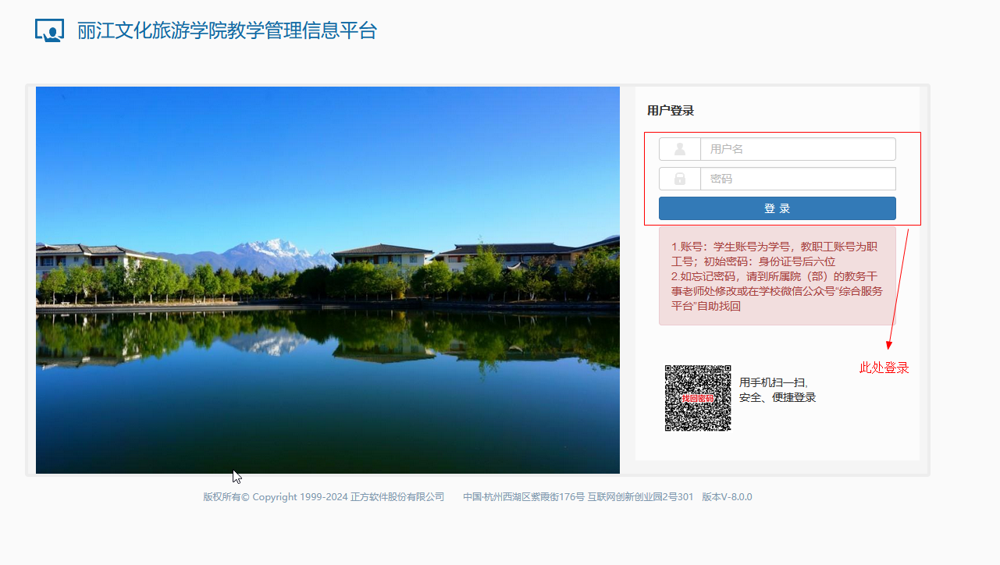 丽江文化旅游学院教学管理信息平台
用户登录
用户名
密码
登 录
1.账号：学生账号为学号，教职工账号为职
工号；初始密码：身份证号后六位
2.如忘记密码，请到所属院（部）的教务干
事老师处修改或在学校微信公众号“综合服务
平台”自助找回
此处登录
找回密码
用手机扫一扫,
安全、便捷登录
版权所有© Copyright 1999-2024 正方软件股份有限公司 中国·杭州西湖区紫霞街176号 互联网创新创业园2号301 版本V-8.0.0